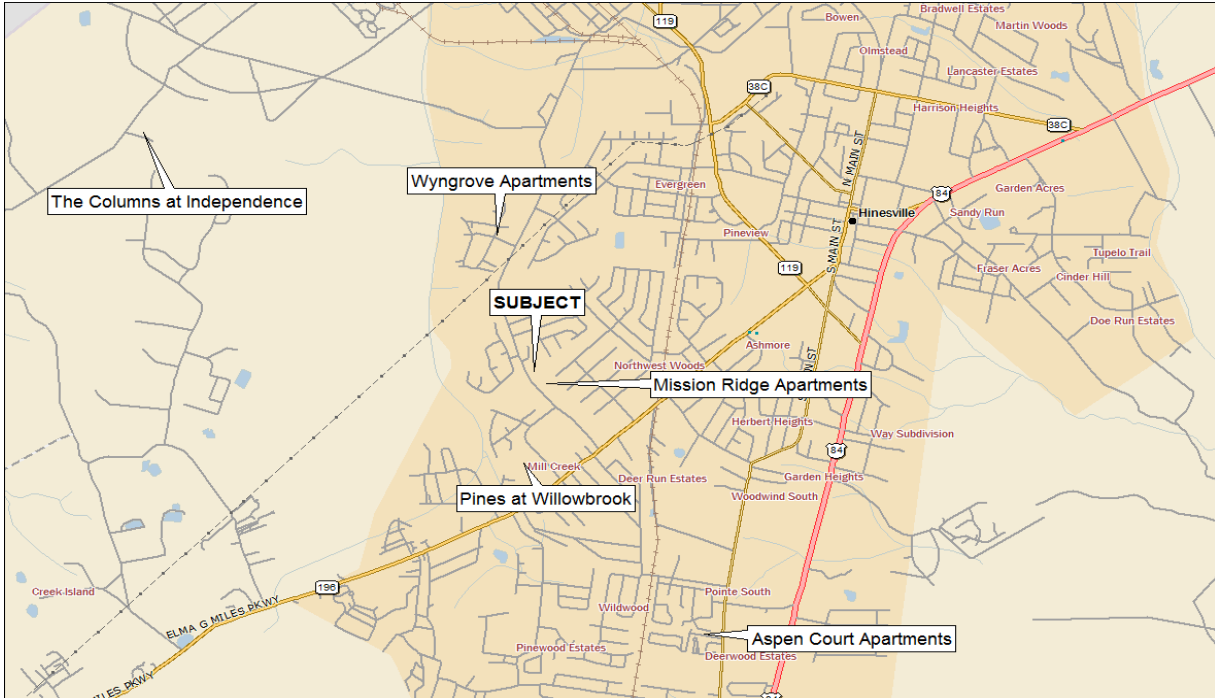 Bradwell Estates
Bowen
119
Martin Woods
Olmstead
Lancaster Estates
38C
Harrison Heights
38C
N MAIN ST
Wyngrove Apartments
Evergreen
The Columns at Independence
84
Garden Acres
Hinesville
Sandy Run
Pineview
S MAIN ST
Tupelo Trail
119
Fraser Acres
Cinder Hill
SUBJECT
Doe Run Estates
Ashmore
Northwest Woods
Mission Ridge Apartments
Herbert Heights
Way Subdivision
84
Mill Creek
Deer Run Estates
Garden Heights
Pines at Willowbrook
Woodwind South
196
Creek Island
Pointe South
Wildwood
ELMA G MILES PKWY
Aspen Court Apartments
Pinewood Estates
Deerwood Estates
MILES PKWY
84